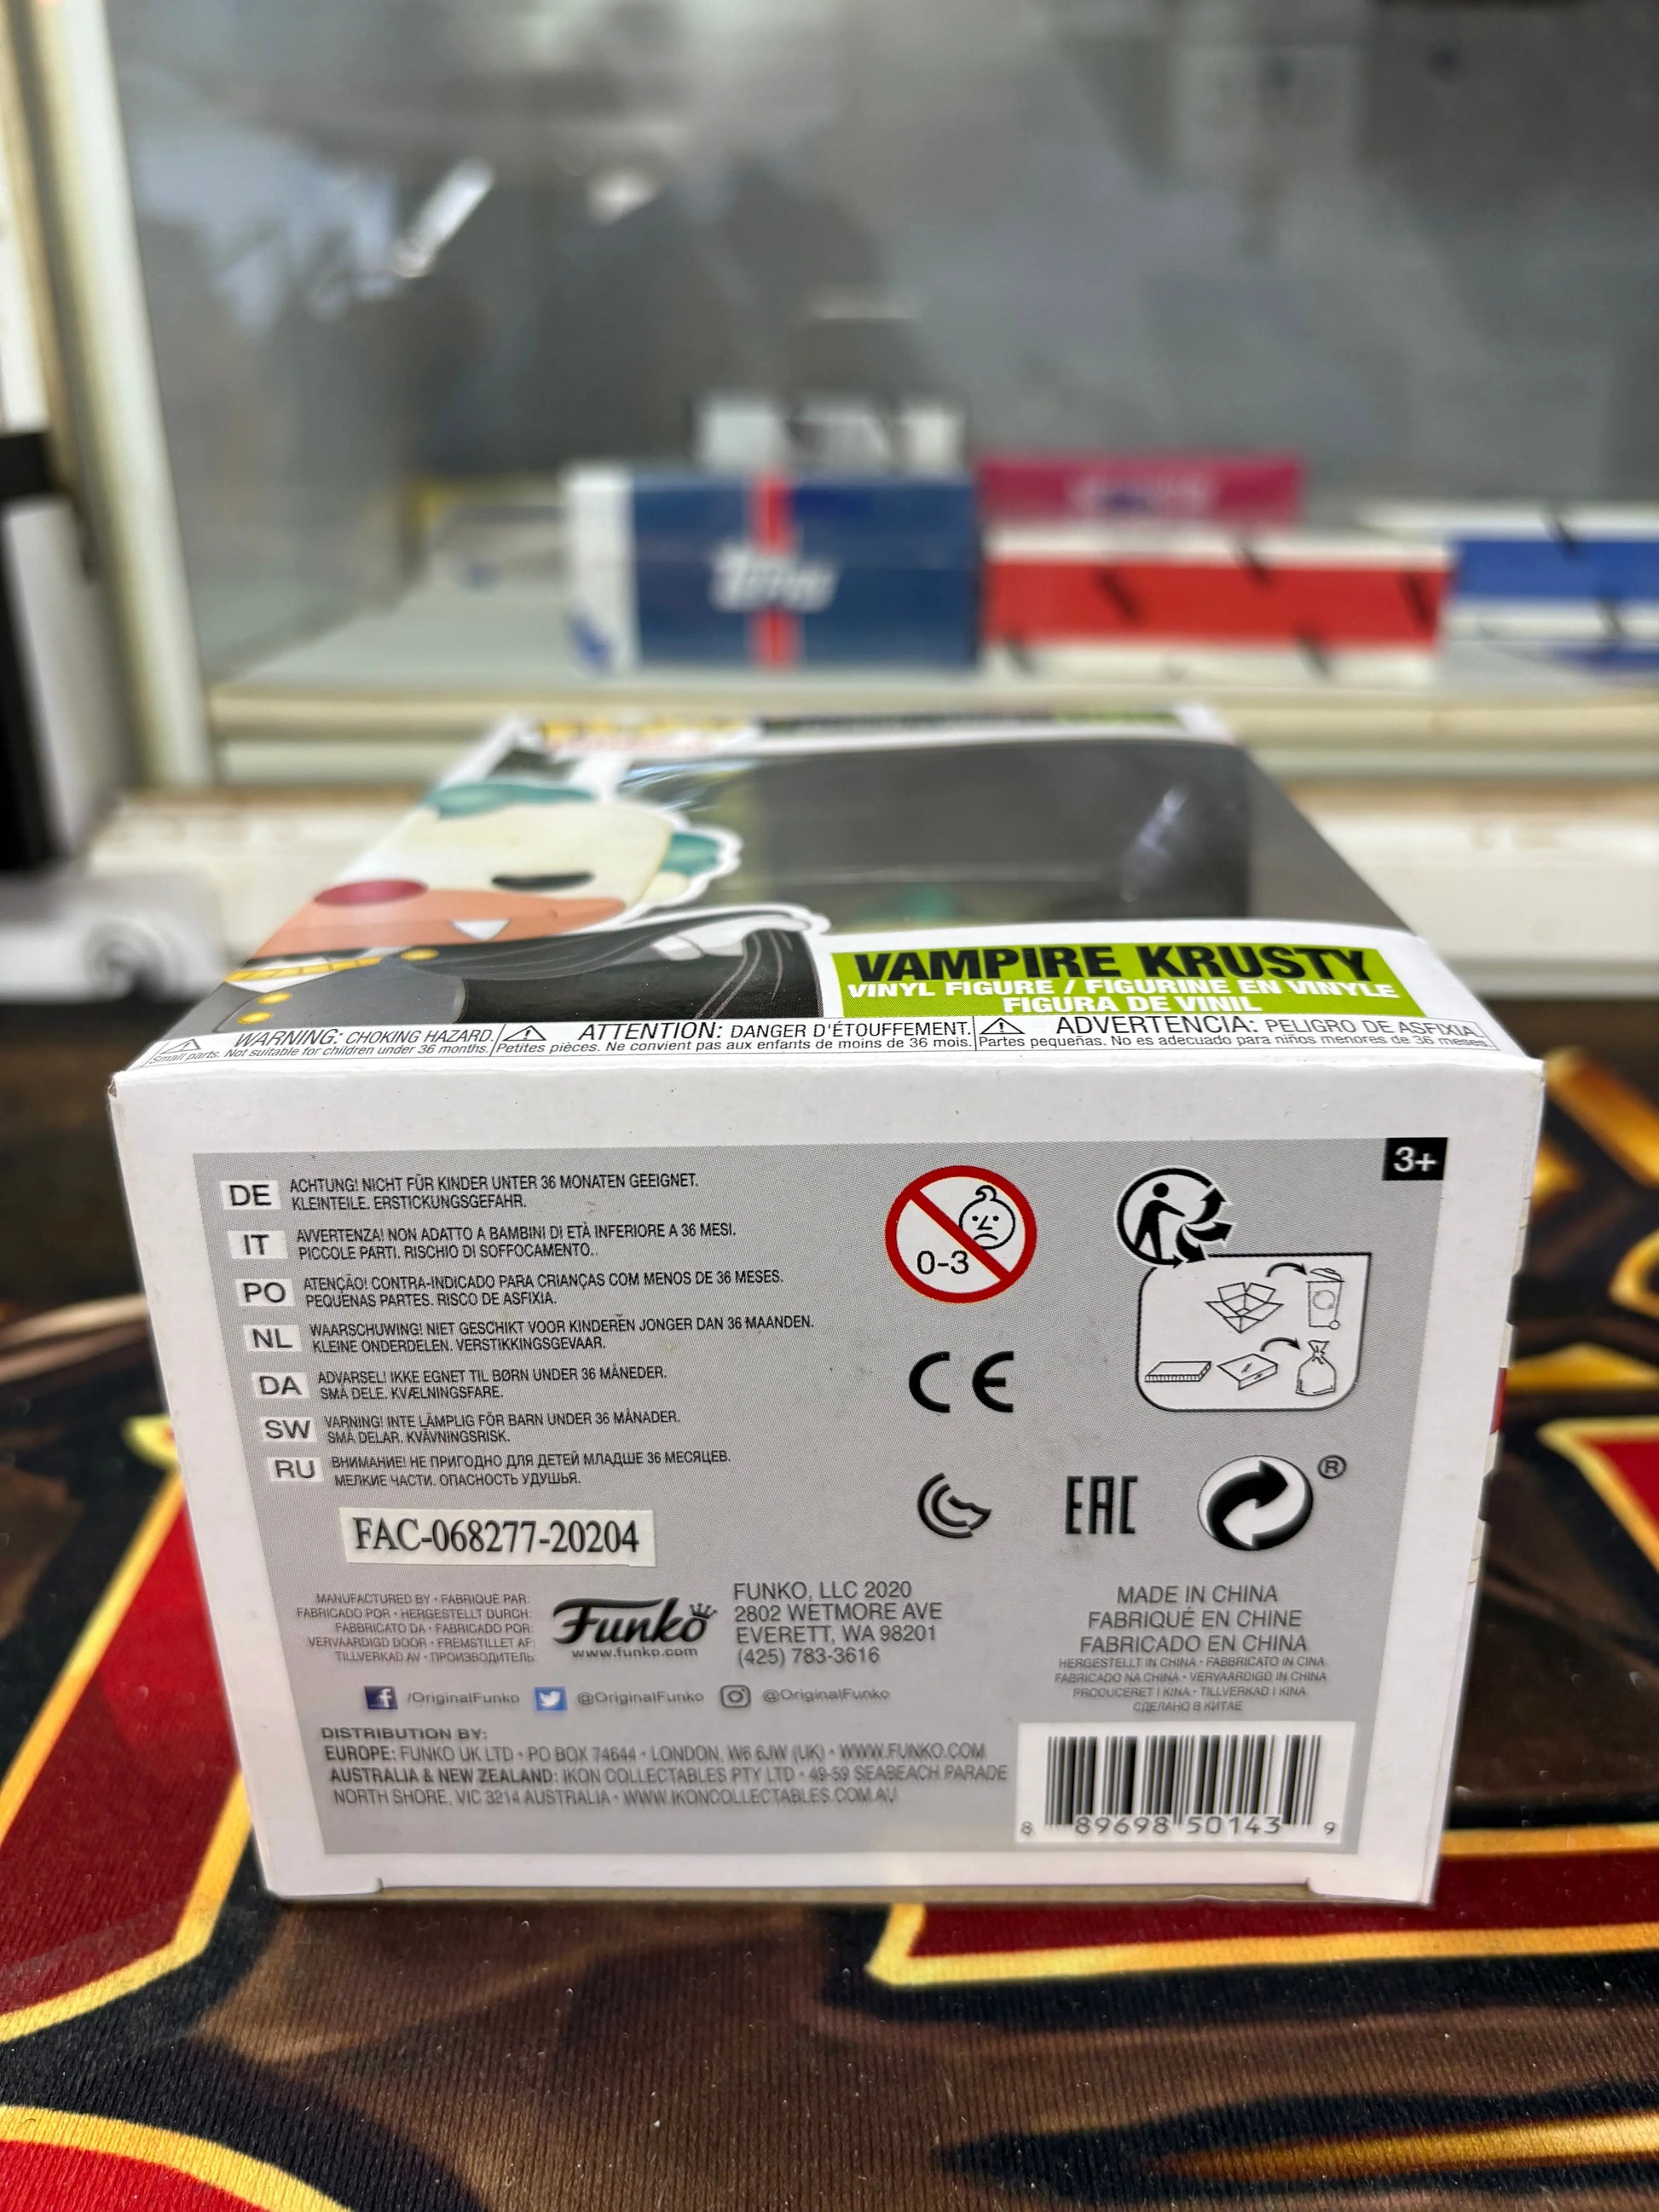 topps
VAMPIRE KRUSTY
VINYL FIGURE / FIGURINE EN VINYLE
FIGURA DE VINIL
WARNING: CHOKING HAZARD.
Small parts. Not suitable for children under 36 months.
ATTENTION: DANGER D'ÉTOUFFEMENT.
Petites pièces. Ne convient pas aux enfants de moins de 36 mois.
ADVERTENCIA: PELIGRO DE ASFIXIA.
Partes pequeñas. No es adecuado para niños menores de 36 meses.
3+
DE ACHTUNG! NICHT FÜR KINDER UNTER 36 MONATEN GEEIGNET.
KLEINTEILE. ERSTICKUNGSGEFAHR.
IT AVVERTENZA! NON ADATTO A BAMBINI DI ETÀ INFERIORE A 36 MESI.
PICCOLE PARTI. RISCHIO DI SOFFOCAMENTO..
PO ATENÇÃO! CONTRA-INDICADO PARA CRIANÇAS COM MENOS DE 36 MESES.
PEQUENAS PARTES. RISCO DE ASFIXIA.
NL WAARSCHUWING! NIET GESCHIKT VOOR KINDEREN JONGER DAN 36 MAANDEN.
KLEINE ONDERDELEN. VERSTIKKINGSGEVAAR.
DA ADVARSEL! IKKE EGNET TIL BØRN UNDER 36 MÅNEDER.
SMÅ DELE. KVÆLNINGSFARE.
SW VARNING! INTE LÄMPLIG FÖR BARN UNDER 36 MÅNADER.
SMÅ DELAR. KVÄVNINGSRISK.
RU ВНИМАНИЕ! НЕ ПРИГОДНО ДЛЯ ДЕТЕЙ МЛАДШЕ 36 МЕСЯЦЕВ.
МЕЛКИЕ ЧАСТИ. ОПАСНОСТЬ УДУШЬЯ.
0-3
CE
EAC
®
FAC-068277-20204
MANUFACTURED BY • FABRIQUÉ PAR:
FABRICADO POR • HERGESTELLT DURCH:
FABBRICATO DA • FABRICADO POR:
VERVAARDIGD DOOR • FREMSTILLET AF:
TILLVERKAD AV • ПРОИЗВОДИТЕЛЬ:
Funko
www.funko.com
FUNKO, LLC 2020
2802 WETMORE AVE
EVERETT, WA 98201
(425) 783-3616
MADE IN CHINA
FABRIQUÉ EN CHINE
FABRICADO EN CHINA
HERGESTELLT IN CHINA • FABBRICATO IN CINA
FABRICADO NA CHINA • VERVAARDIGD IN CHINA
PRODUCERET I KINA • TILLVERKAD I KINA
СДЕЛАНО В КИТАЕ
/OriginalFunko @OriginalFunko @OriginalFunko
DISTRIBUTION BY:
EUROPE: FUNKO UK LTD • PO BOX 74644 • LONDON, W6 6JW (UK) • WWW.FUNKO.COM
AUSTRALIA & NEW ZEALAND: IKON COLLECTABLES PTY LTD • 49-59 SEABEACH PARADE
NORTH SHORE, VIC 3214 AUSTRALIA • WWW.IKONCOLLECTABLES.COM.AU
8 89698 50143 9